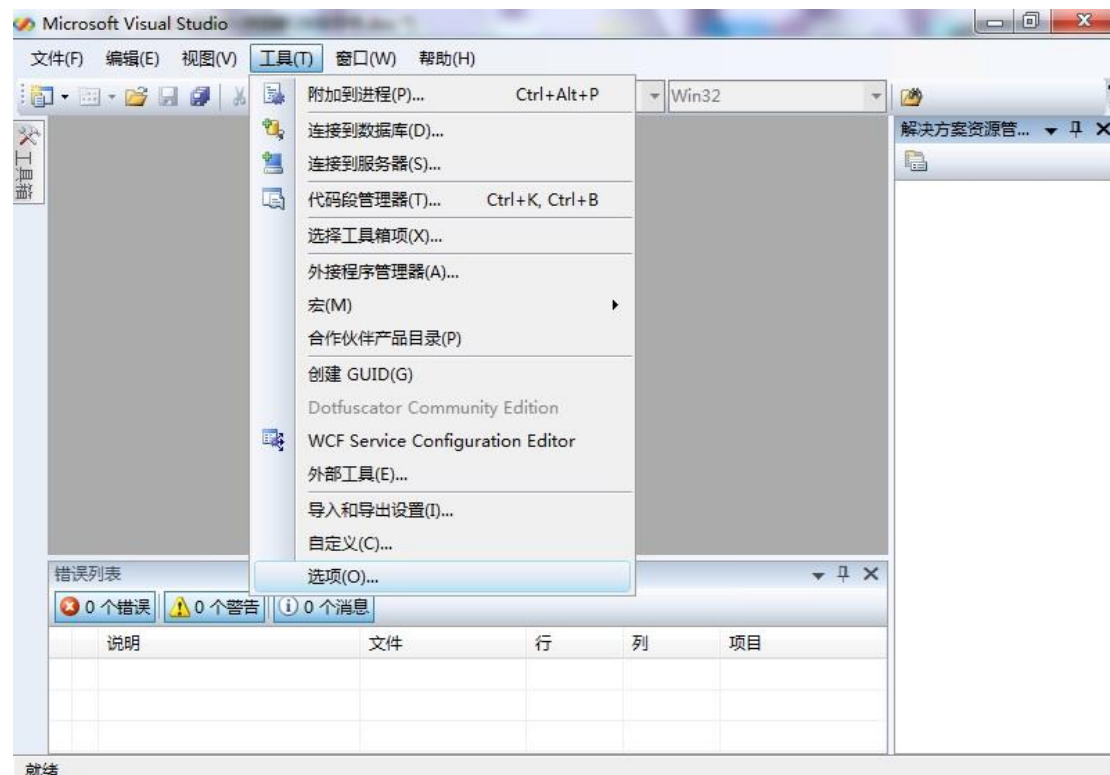 Microsoft Visual Studio
文件(F) 编辑(E) 视图(V) 工具(T) 窗口(W) 帮助(H)
附加到进程(P)... Ctrl+Alt+P
Win32
连接到数据库(D)...
连接到服务器(S)...
代码段管理器(T)... Ctrl+K, Ctrl+B
选择工具箱项(X)...
外接程序管理器(A)...
宏(M)
合作伙伴产品目录(P)
创建 GUID(G)
Dotfuscator Community Edition
WCF Service Configuration Editor
外部工具(E)...
导入和导出设置(I)...
自定义(C)...
选项(O)...
工具箱
解决方案资源管...
错误列表
0 个错误 0 个警告 0 个消息
说明 文件 行 列 项目
就绪